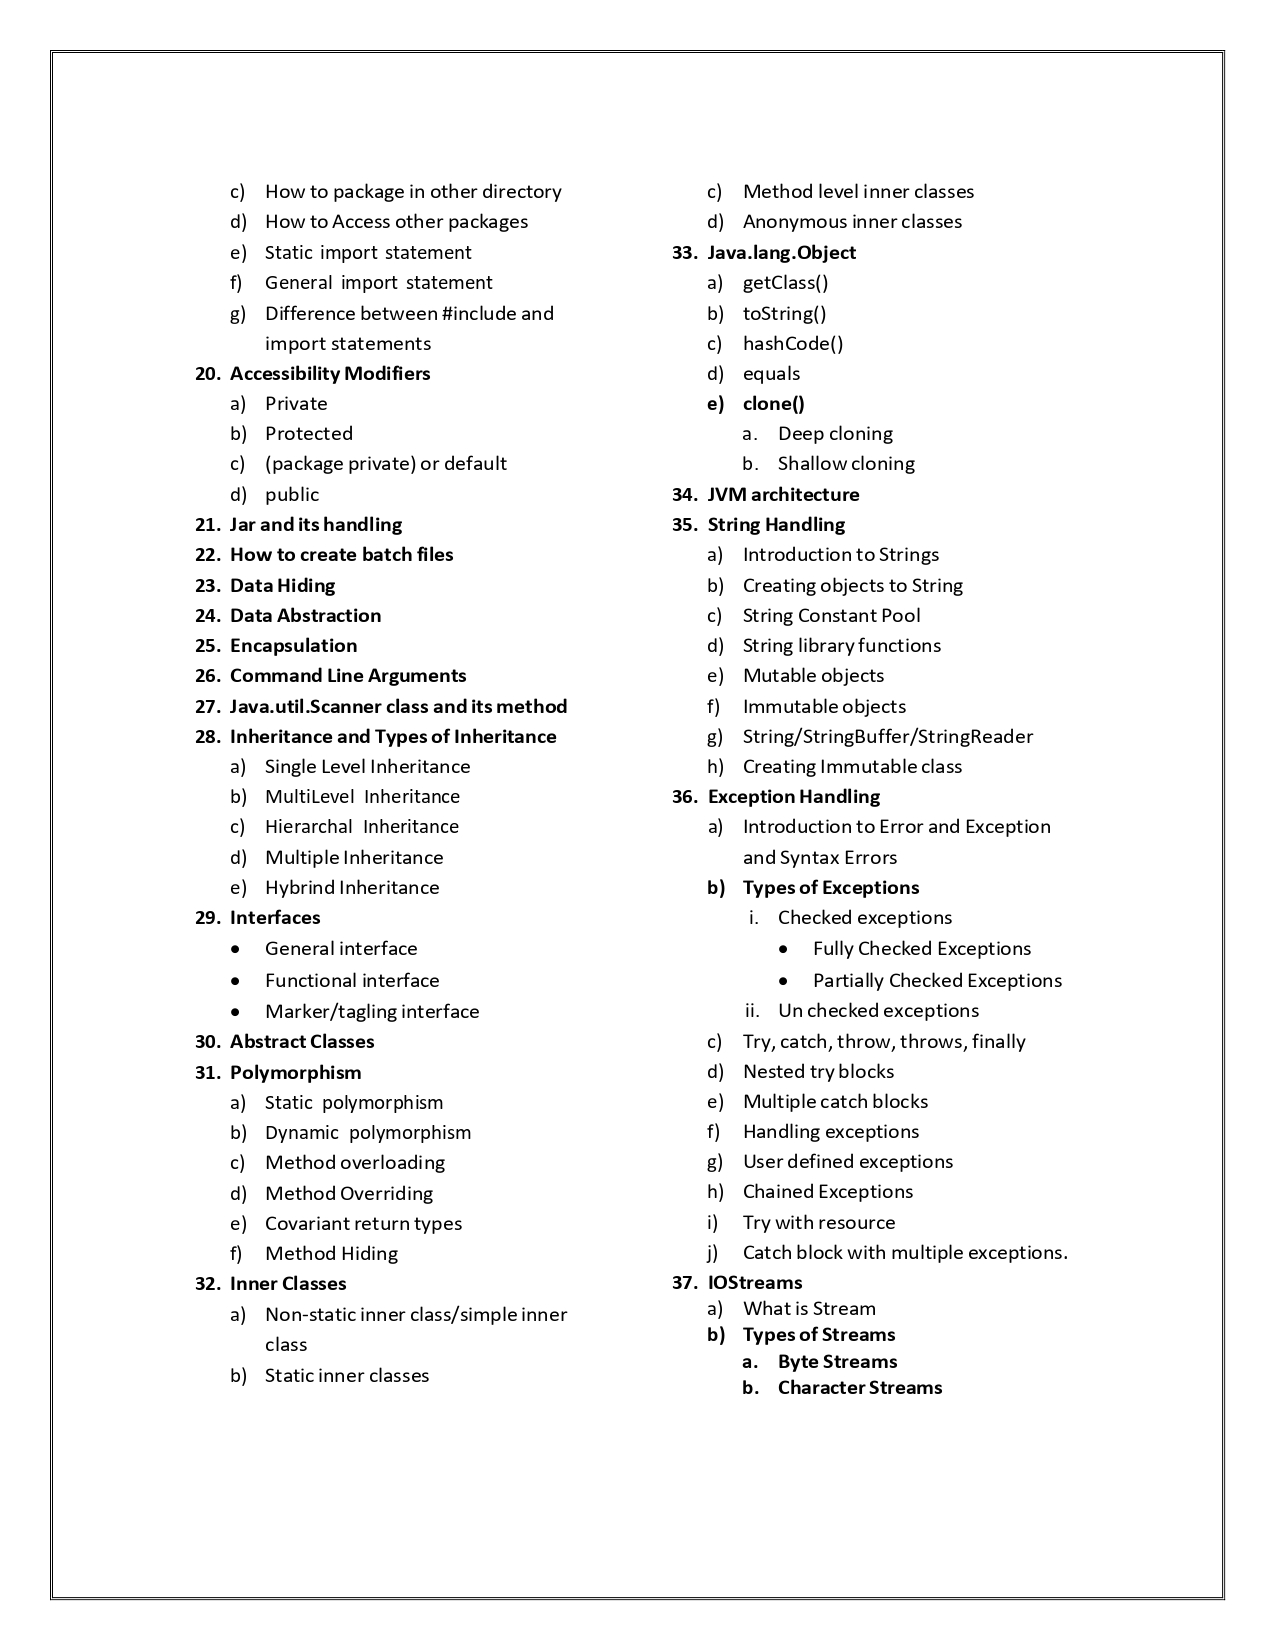 c) How to package in other directory
d) How to Access other packages
e) Static import statement
f) General import statement
g) Difference between #include and
import statements
20. Accessibility Modifiers
a) Private
b) Protected
c) (package private) or default
d) public
21. Jar and its handling
22. How to create batch files
23. Data Hiding
24. Data Abstraction
25. Encapsulation
26. Command Line Arguments
27. Java.util.Scanner class and its method
28. Inheritance and Types of Inheritance
a) Single Level Inheritance
b) MultiLevel Inheritance
c) Hierarchal Inheritance
d) Multiple Inheritance
e) Hybrind Inheritance
29. Interfaces
• General interface
• Functional interface
• Marker/tagling interface
30. Abstract Classes
31. Polymorphism
a) Static polymorphism
b) Dynamic polymorphism
c) Method overloading
d) Method Overriding
e) Covariant return types
f) Method Hiding
32. Inner Classes
a) Non-static inner class/simple inner
class
b) Static inner classes
c) Method level inner classes
d) Anonymous inner classes
33. Java.lang.Object
a) getClass()
b) toString()
c) hashCode()
d) equals
e) clone()
a. Deep cloning
b. Shallow cloning
34. JVM architecture
35. String Handling
a) Introduction to Strings
b) Creating objects to String
c) String Constant Pool
d) String library functions
e) Mutable objects
f) Immutable objects
g) String/StringBuffer/StringReader
h) Creating Immutable class
36. Exception Handling
a) Introduction to Error and Exception
and Syntax Errors
b) Types of Exceptions
i. Checked exceptions
• Fully Checked Exceptions
• Partially Checked Exceptions
ii. Un checked exceptions
c) Try, catch, throw, throws, finally
d) Nested try blocks
e) Multiple catch blocks
f) Handling exceptions
g) User defined exceptions
h) Chained Exceptions
i) Try with resource
j) Catch block with multiple exceptions.
37. IOStreams
a) What is Stream
b) Types of Streams
a. Byte Streams
b. Character Streams